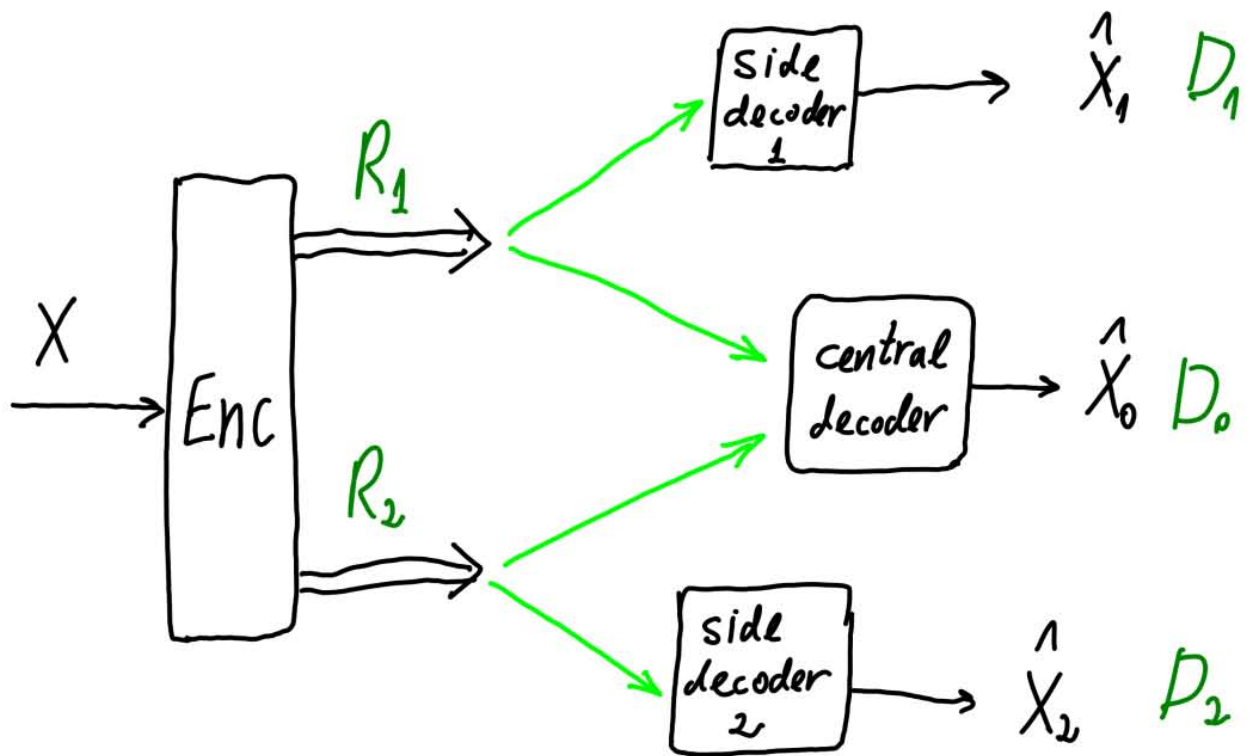 side
decoder
1
X̂₁ D₁
R₁
X
Enc
central
decoder
X̂₀ D₀
R₂
side
decoder
2
X̂₂ D₂